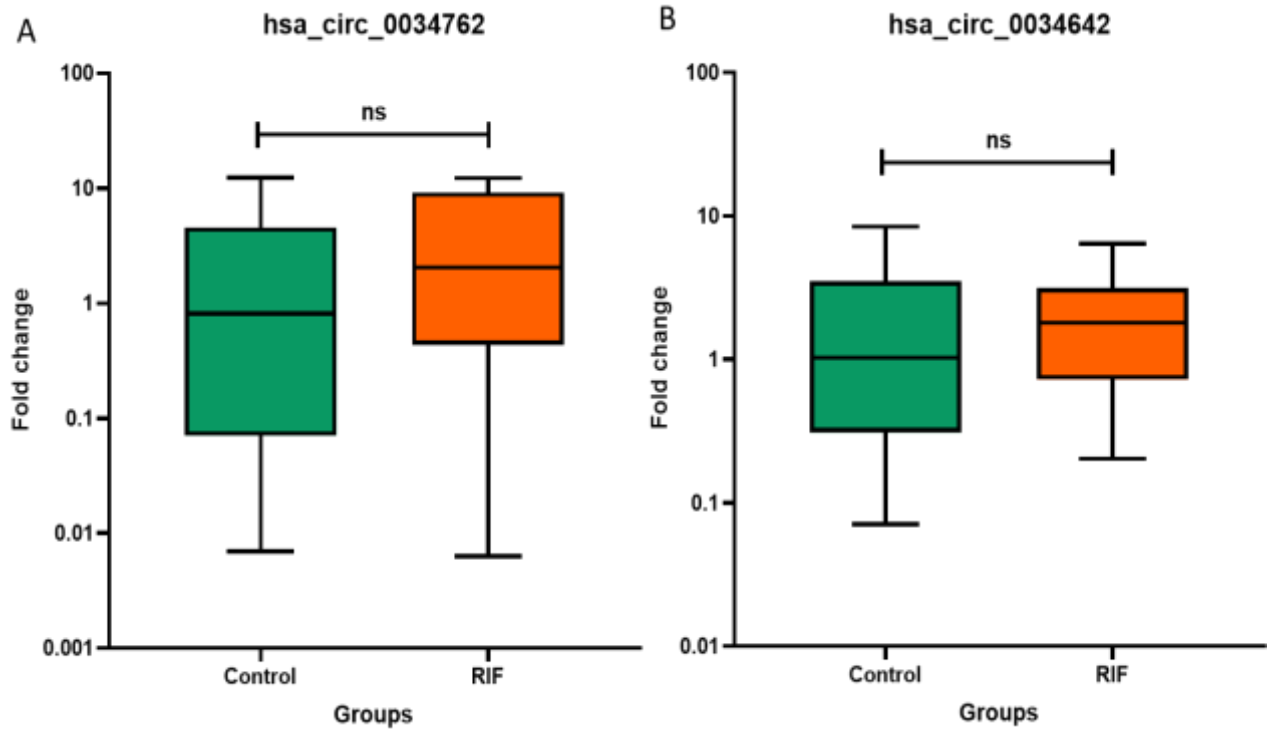 A
hsa_circ_0034762
100
10
1
0.1
0.01
0.001
Fold change
ns
Control
RIF
Groups
B
hsa_circ_0034642
100
10
1
0.1
0.01
Fold change
ns
Control
RIF
Groups